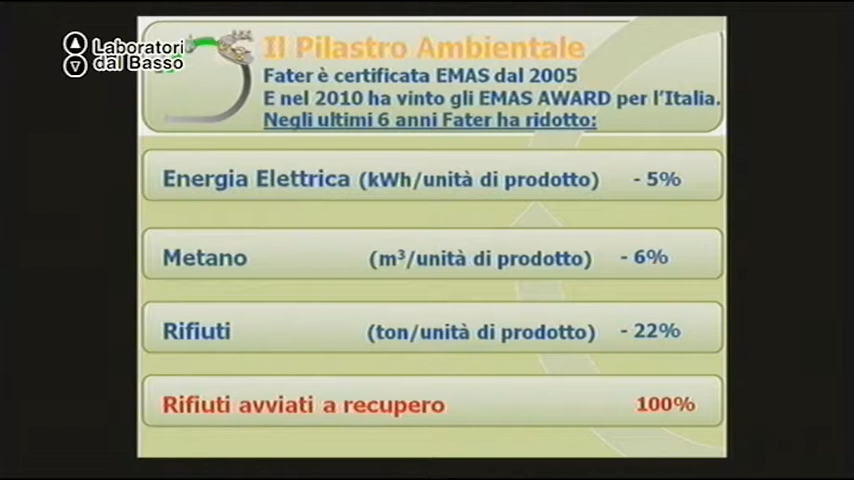 Laboratori
dal Basso
Il Pilastro Ambientale
Fater è certificata EMAS dal 2005
E nel 2010 ha vinto gli EMAS AWARD per l'Italia.
Negli ultimi 6 anni Fater ha ridotto:
Energia Elettrica (kWh/unità di prodotto) - 5%
Metano (m³/unità di prodotto) - 6%
Rifiuti (ton/unità di prodotto) - 22%
Rifiuti avviati a recupero 100%